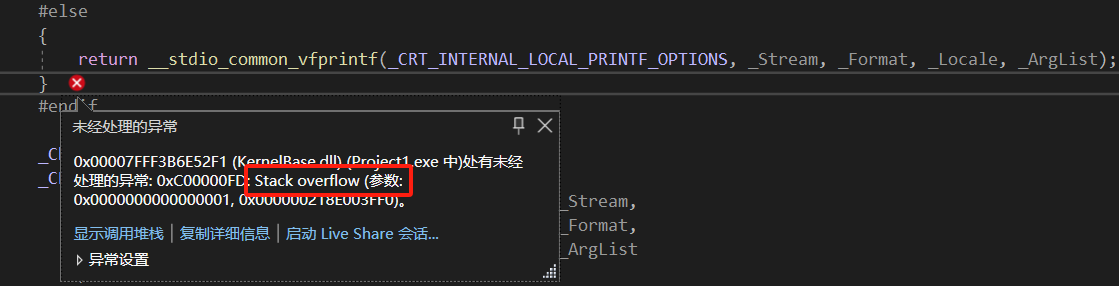 #else
{
return __stdio_common_vfprintf(_CRT_INTERNAL_LOCAL_PRINTF_OPTIONS, _Stream, _Format, _Locale, _ArgList);
}
#endif
未经处理的异常
0x00007FFF3B6E52F1 (KernelBase.dll) (Project1.exe 中)处有未经
处理的异常: 0xC00000FD: Stack overflow (参数:
0x0000000000000001, 0x000000218E003FF0)。
_Stream,
_Format,
_ArgList
显示调用堆栈 | 复制详细信息 | 启动 Live Share 会话...
异常设置